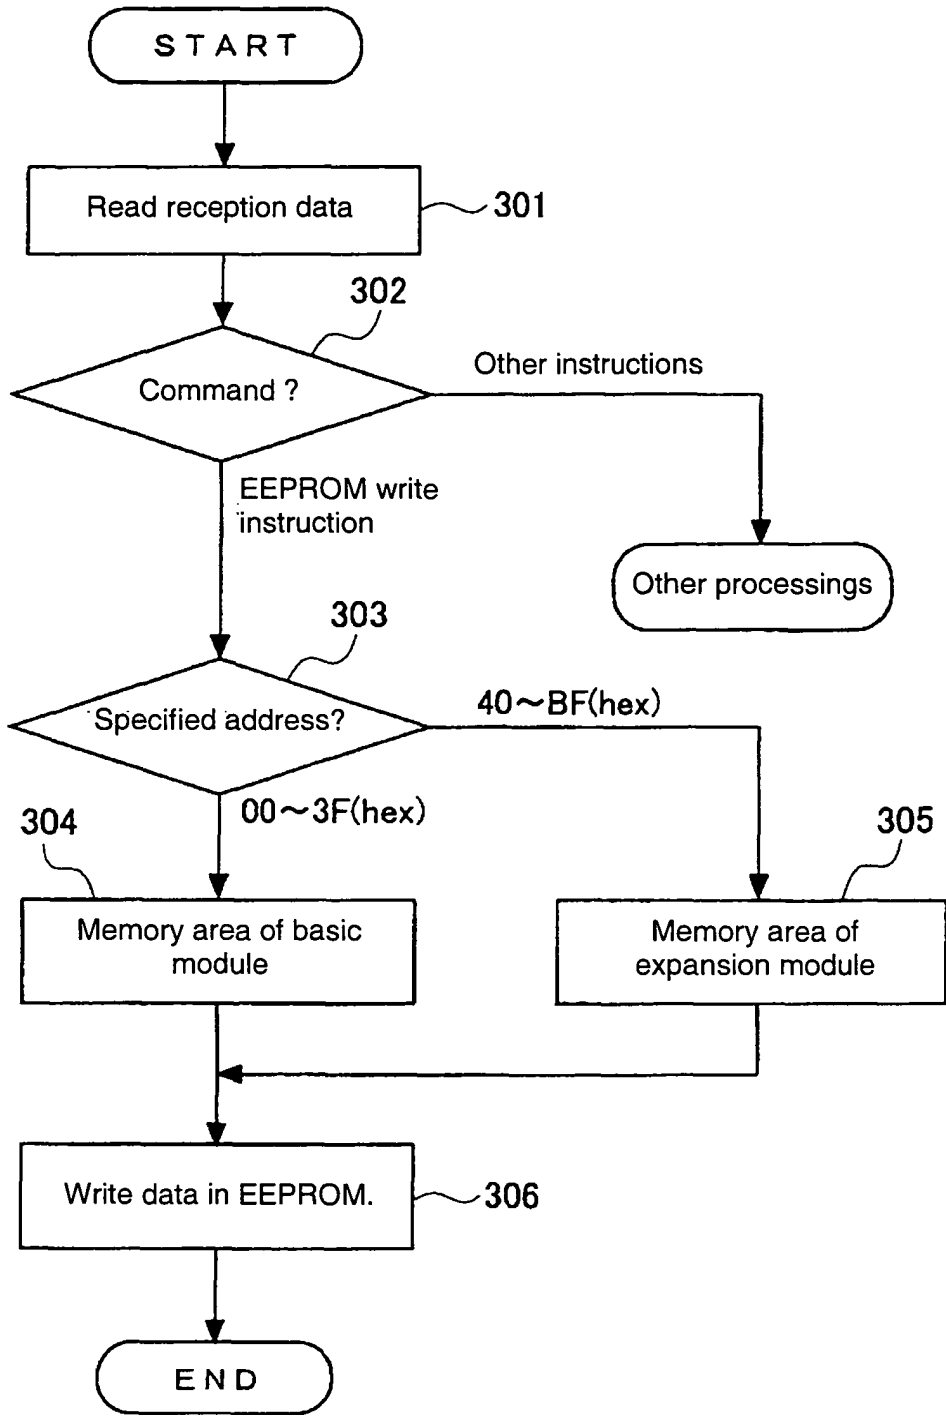 START
Read reception data
301
302
Command ?
Other instructions
EEPROM write
instruction
Other processings
303
Specified address?
40～BF(hex)
00～3F(hex)
304
305
Memory area of basic
module
Memory area of
expansion module
Write data in EEPROM.
306
END